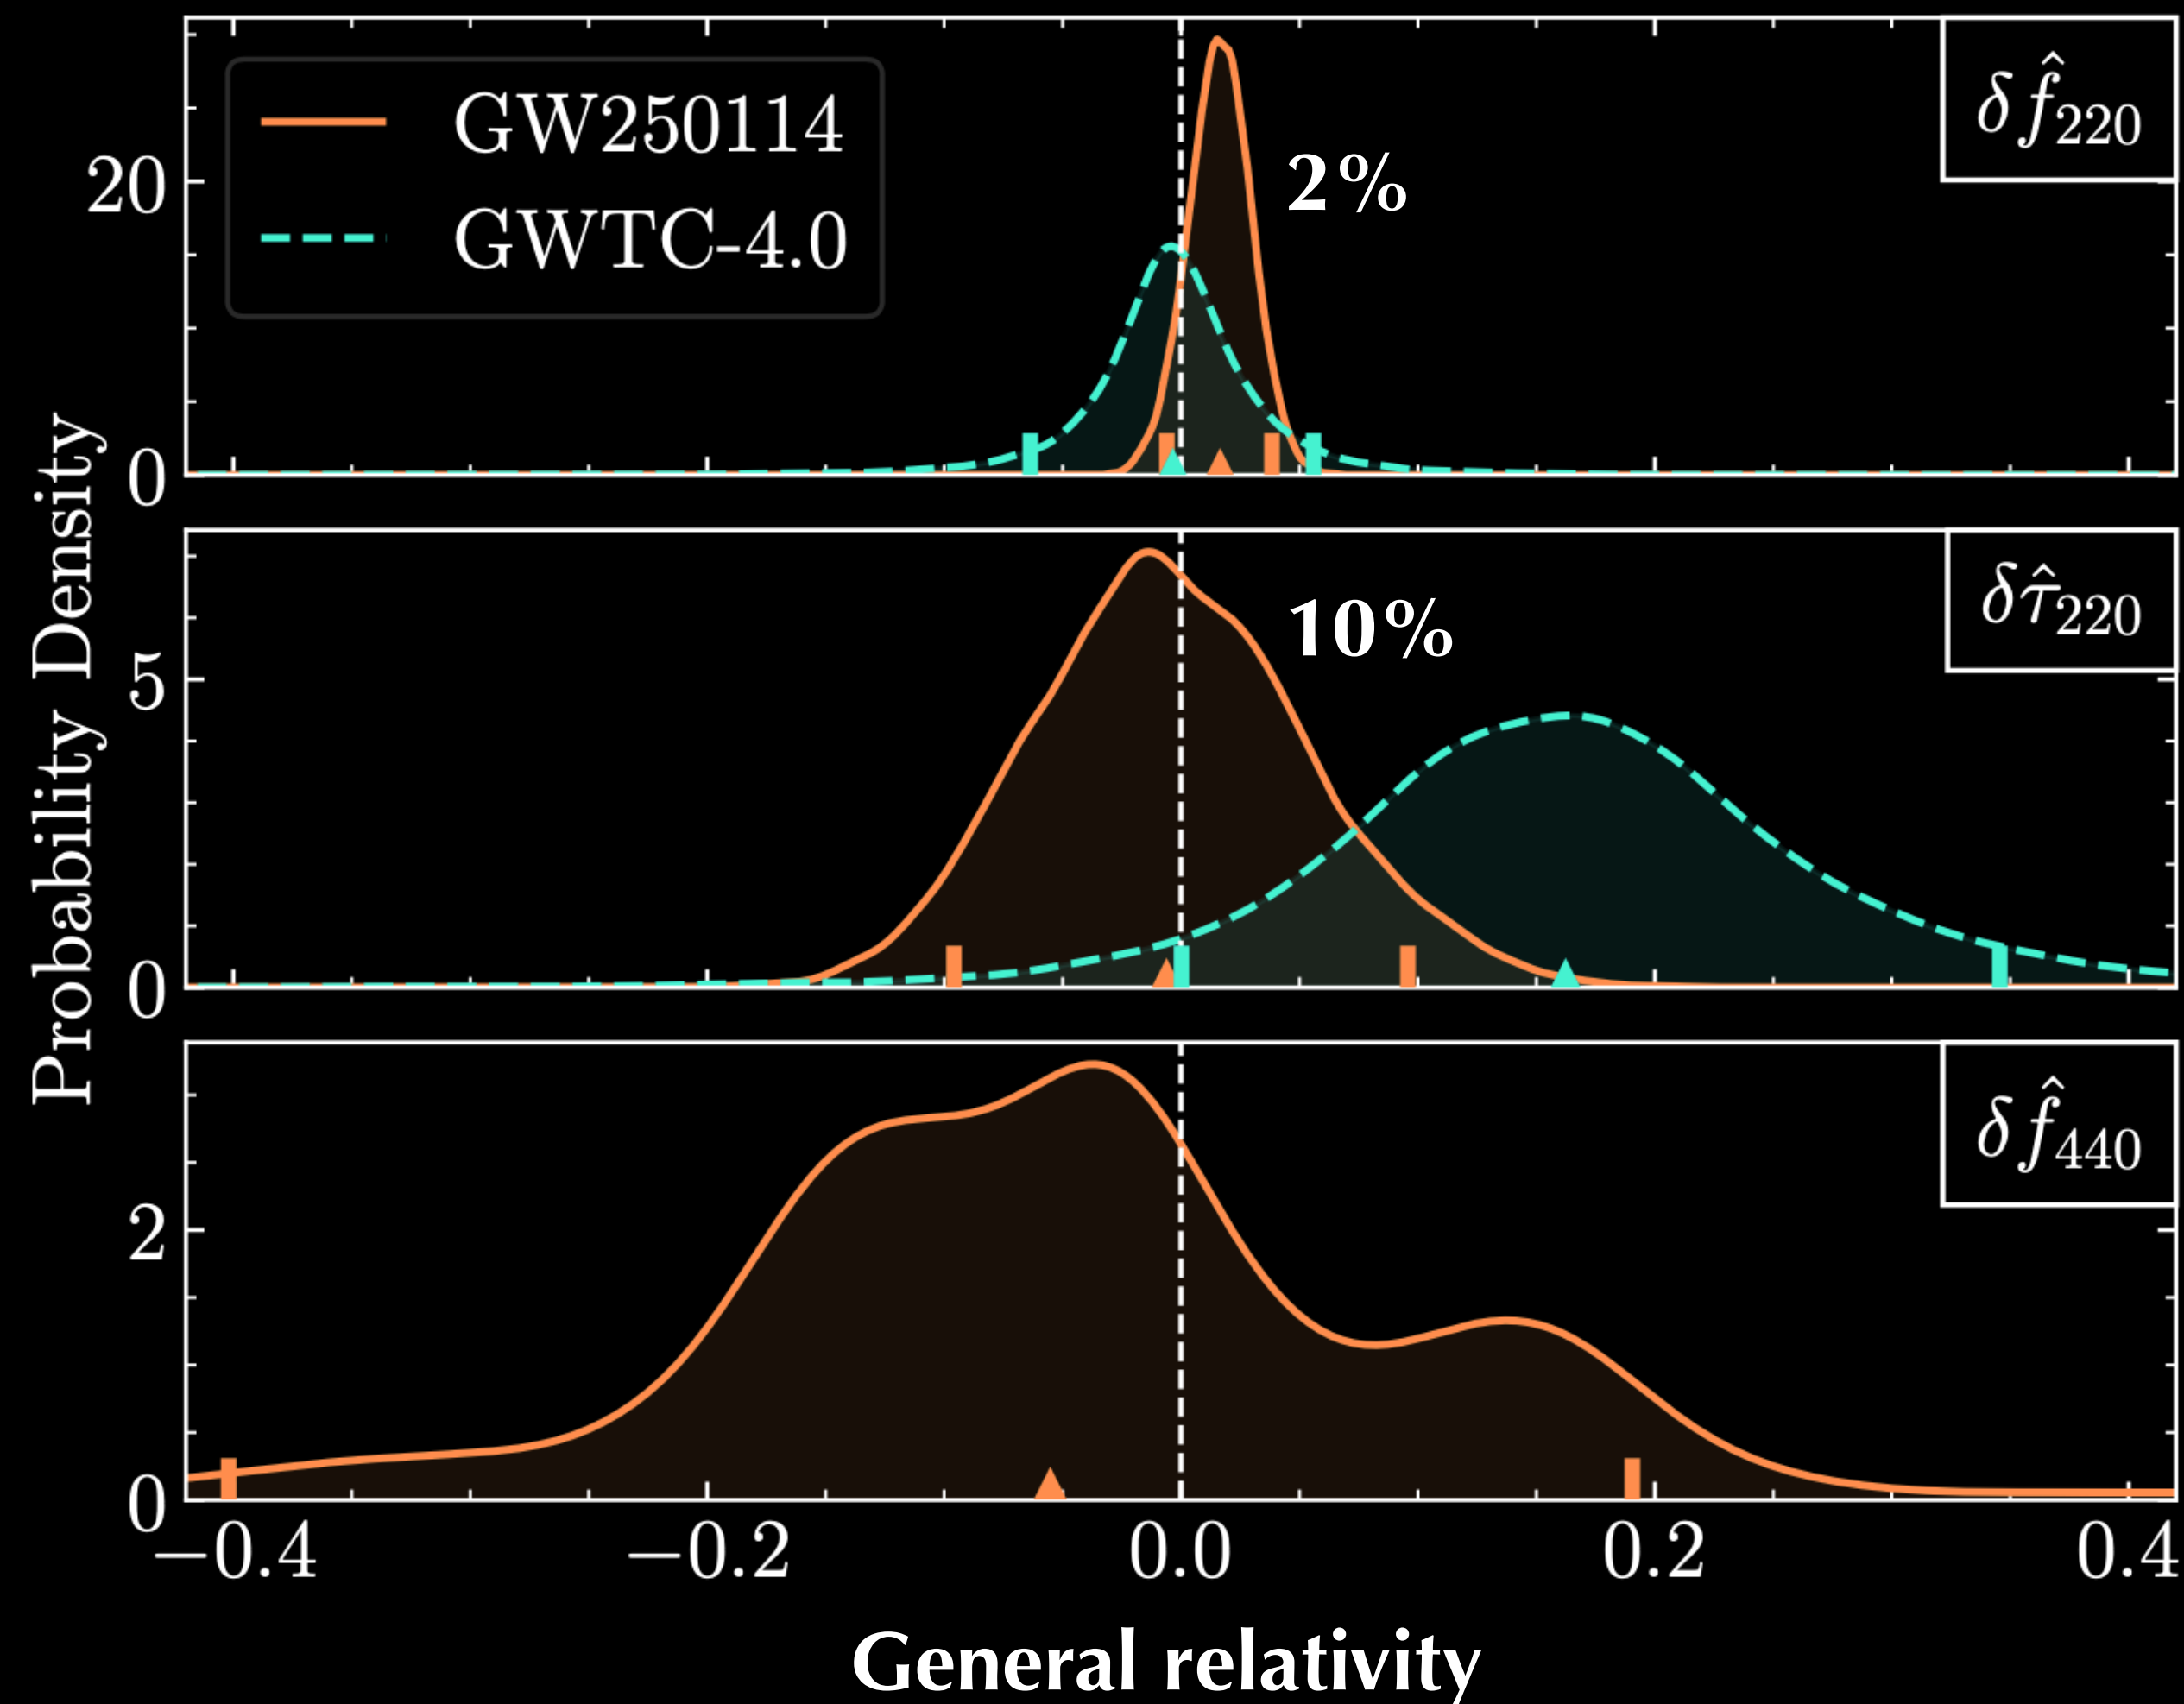 GW250114
GWTC-4.0
2%
δf̂₂₂₀
20
0
10%
δτ̂₂₂₀
5
0
δf̂₄₄₀
2
0
Probability Density
−0.4 −0.2 0.0 0.2 0.4
General relativity